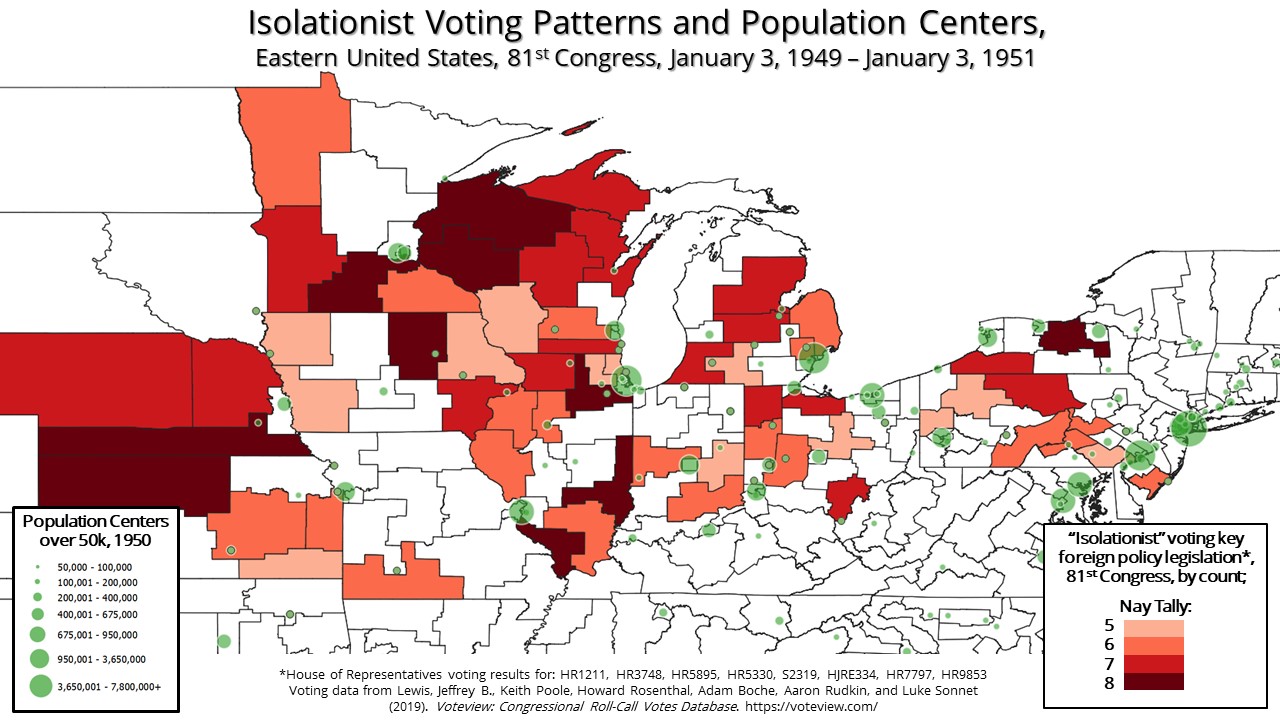 Isolationist Voting Patterns and Population Centers,
Eastern United States, 81st Congress, January 3, 1949 – January 3, 1951
Population Centers
over 50k, 1950
50,000 - 100,000
100,001 - 200,000
200,001 - 400,000
400,001 - 675,000
675,001 - 950,000
950,001 - 3,650,000
3,650,001 - 7,800,000+
“Isolationist” voting key
foreign policy legislation*,
81st Congress, by count;
Nay Tally:
5
6
7
8
*House of Representatives voting results for: HR1211, HR3748, HR5895, HR5330, S2319, HJRE334, HR7797, HR9853
Voting data from Lewis, Jeffrey B., Keith Poole, Howard Rosenthal, Adam Boche, Aaron Rudkin, and Luke Sonnet
(2019). Voteview: Congressional Roll-Call Votes Database. https://voteview.com/